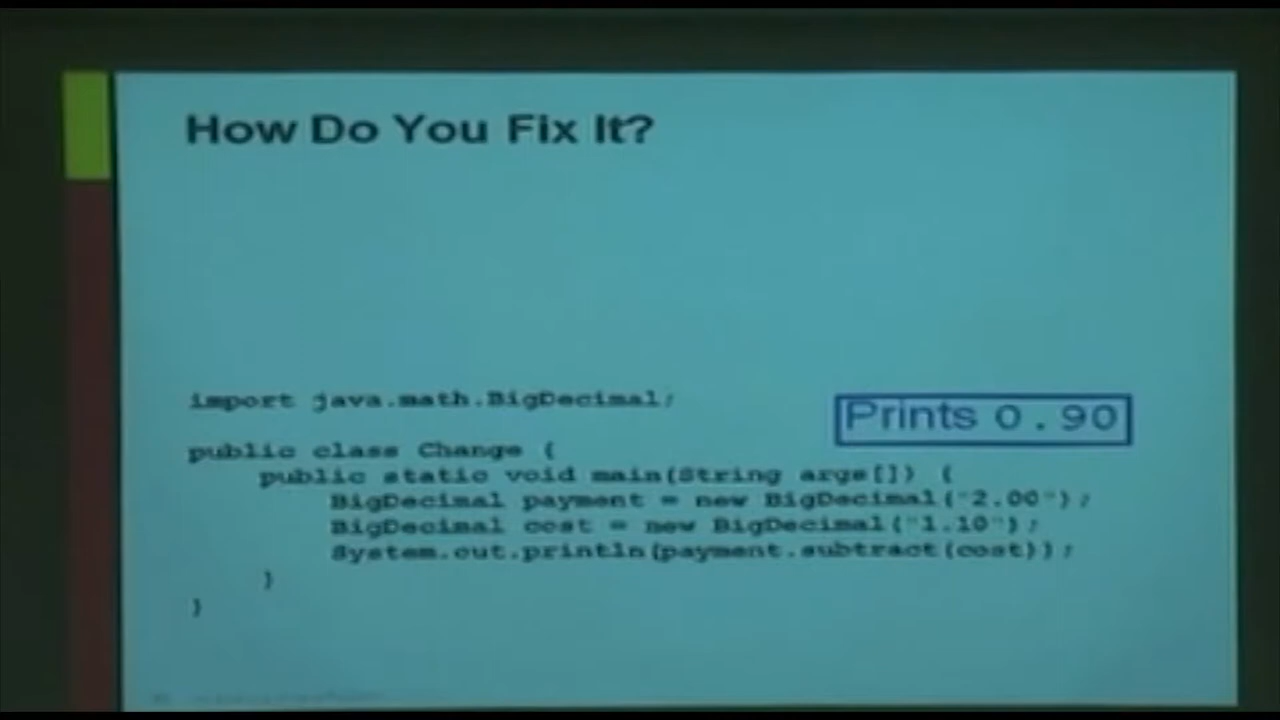 How Do You Fix It?
import java.math.BigDecimal;
Prints 0.90
public class Change {
public static void main(String args[]) {
BigDecimal payment = new BigDecimal("2.00");
BigDecimal cost = new BigDecimal("1.10");
System.out.println(payment.subtract(cost));
}
}